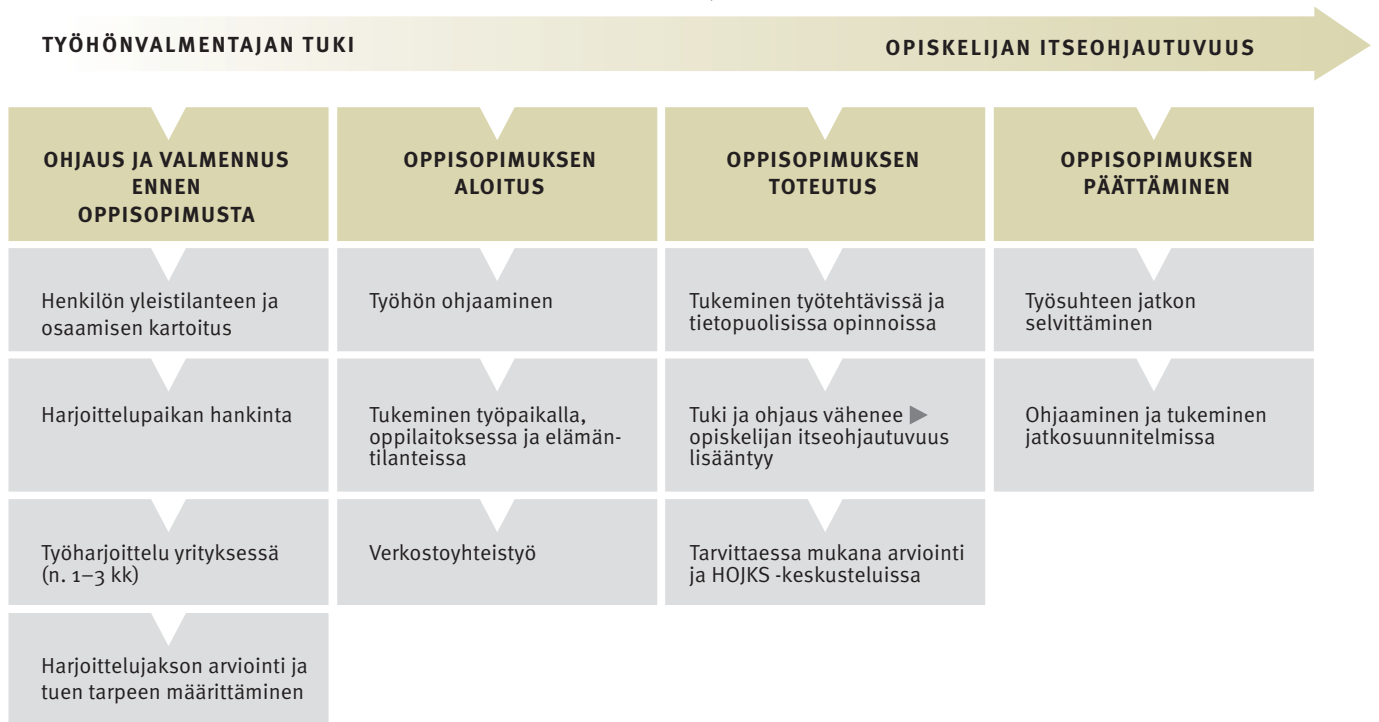 TYÖHÖNVALMENTAJAN TUKI
OPISKELIJAN ITSEOHJAUTUVUUS
OHJAUS JA VALMENNUS
ENNEN
OPPISOPIMUSTA
Henkilön yleistilanteen ja
osaamisen kartoitus
Harjoittelupaikan hankinta
Työharjoittelu yrityksessä
(n. 1–3 kk)
Harjoittelujakson arviointi ja
tuen tarpeen määrittäminen
OPPISOPIMUKSEN
ALOITUS
Työhön ohjaaminen
Tukeminen työpaikalla,
oppilaitoksessa ja elämän-
tilanteissa
Verkostoyhteistyö
OPPISOPIMUKSEN
TOTEUTUS
Tukeminen työtehtävissä ja
tietopuolisissa opinnoissa
Tuki ja ohjaus vähenee ▶
opiskelijan itseohjautuvuus
lisääntyy
Tarvittaessa mukana arviointi
ja HOJKS -keskusteluissa
OPPISOPIMUKSEN
PÄÄTTÄMINEN
Työsuhteen jatkon
selvittäminen
Ohjaaminen ja tukeminen
jatkosuunnitelmissa